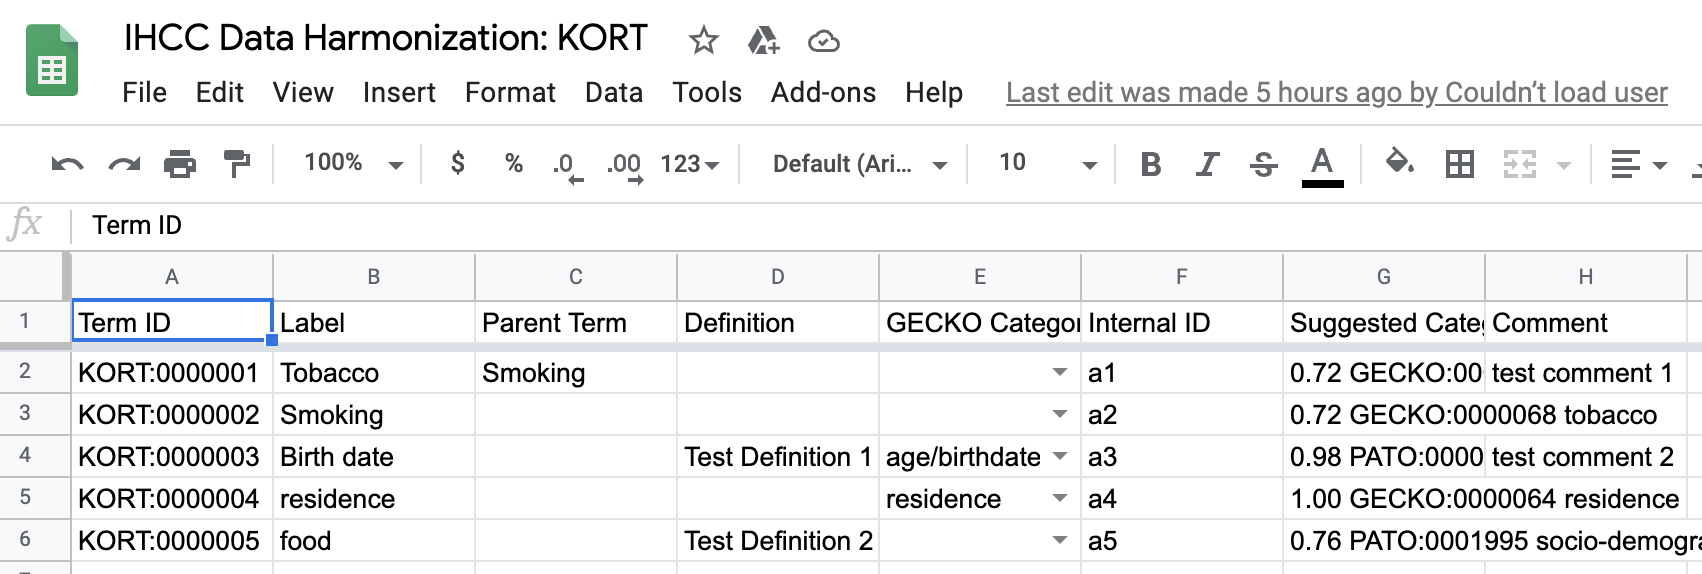 IHCC Data Harmonization: KORT
File Edit View Insert Format Data Tools Add-ons Help Last edit was made 5 hours ago by Couldn't load user
100% $ % .0 .00 123 Default (Ari... 10 B I S A
fx Term ID
A B C D E F G H
1 Term ID Label Parent Term Definition GECKO Internal ID Suggested Comment
2 KORT:0000001 Tobacco Smoking a1 0.72 GECKO:00 test comment 1
3 KORT:0000002 Smoking a2 0.72 GECKO:0000068 tobacco
4 KORT:0000003 Birth date Test Definition 1 age/birthdate a3 0.98 PATO:0000 test comment 2
5 KORT:0000004 residence residence a4 1.00 GECKO:0000064 residence
6 KORT:0000005 food Test Definition 2 a5 0.76 PATO:0001995